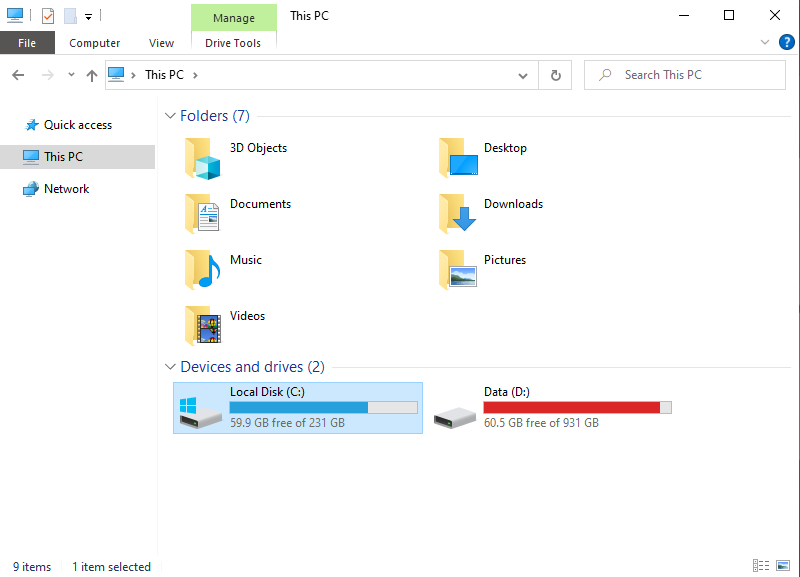 Manage
This PC
File
Computer
View
Drive Tools
This PC
Search This PC
Quick access
This PC
Network
Folders (7)
3D Objects
Desktop
Documents
Downloads
Music
Pictures
Videos
Devices and drives (2)
Local Disk (C:)
59.9 GB free of 231 GB
Data (D:)
60.5 GB free of 931 GB
9 items
1 item selected